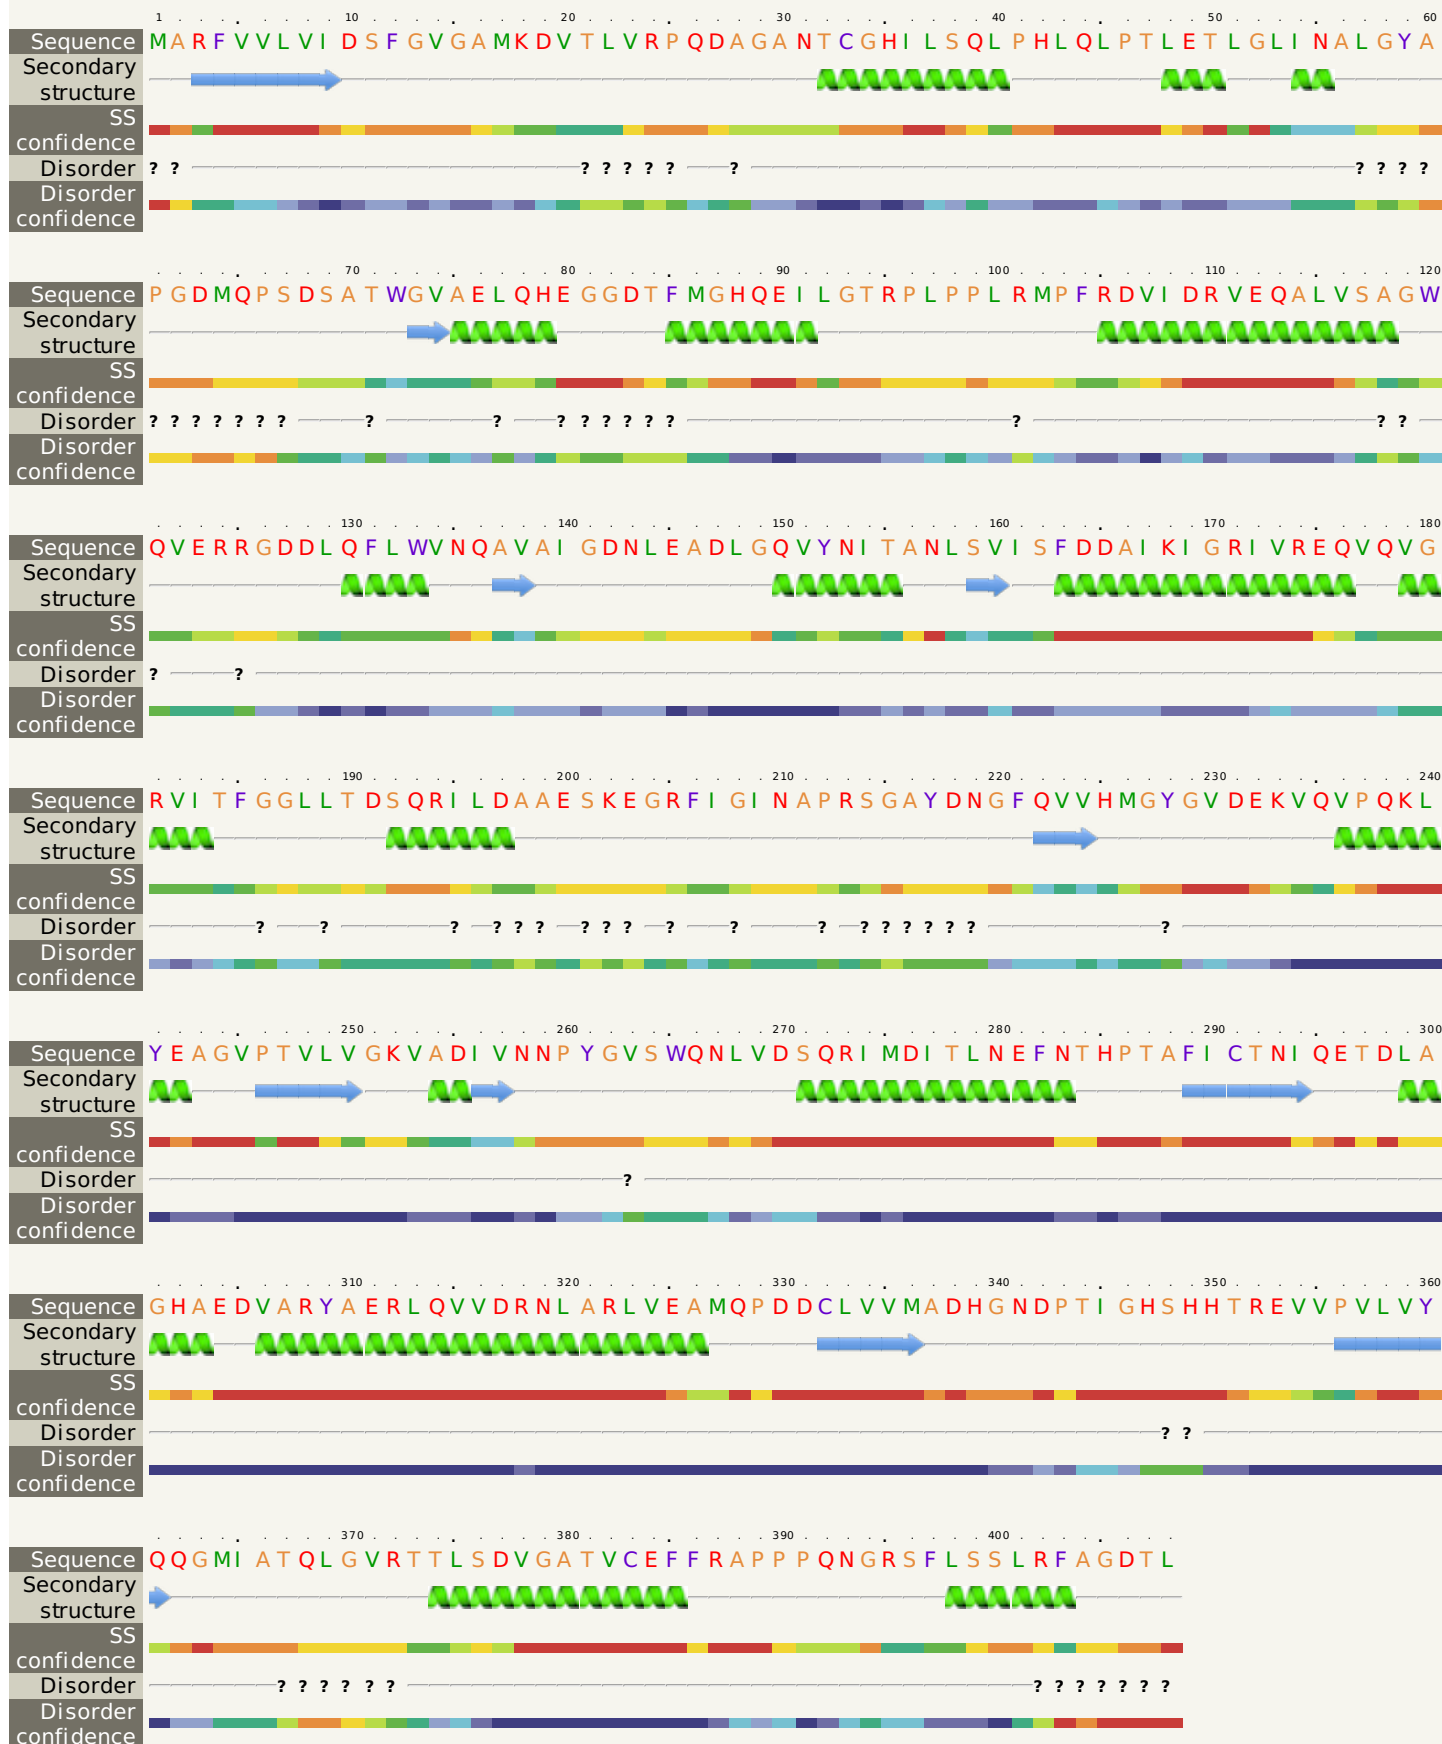 1 10 20 30 40 50 60
Sequence MARFVVLVIDSFGVGAMKDVTLVRPQDAGANTCGHILSQLPHLQLPTLETLGLINALGYA
Secondary
structure
SS
confidence
Disorder ? ? ? ? ? ? ? ? ? ? ? ?
Disorder
confidence
70 80 90 100 110 120
Sequence PGDMQPSDSATWGVAELQHEGGDTFMGHQEILGTRPLPPLRMPFRDVIDRVEQALVSAGW
Secondary
structure
SS
confidence
Disorder ? ? ? ? ? ? ? ? ? ? ? ? ? ? ? ? ? ?
Disorder
confidence
130 140 150 160 170 180
Sequence QVERRGDDLQFLWVNQAVAIGDNLEADLGQVYNITANLSVISFDDAIKIGRIVREQVQVG
Secondary
structure
SS
confidence
Disorder ? ?
Disorder
confidence
190 200 210 220 230 240
Sequence RVITFGGLLTDSQRILDAAESKEGRFIGINAPRSGAYDNGFQVVHMGYGVDEKVQVPQKL
Secondary
structure
SS
confidence
Disorder ? ? ? ? ? ? ? ? ? ? ? ? ? ? ? ? ? ? ?
Disorder
confidence
250 260 270 280 290 300
Sequence YEAGVPTVLVGKVADIVNNPYGVSWQNLVDSQRIMDITLNEFNTHPTAFICTNIQETDLA
Secondary
structure
SS
confidence
Disorder ?
Disorder
confidence
310 320 330 340 350 360
Sequence GHAEDVARYAERLQVVDRNLARLVEAMQPDDCLVVMADHGNDPTIGHSHHTREVVPVLVY
Secondary
structure
SS
confidence
Disorder ? ?
Disorder
confidence
370 380 390 400
Sequence QQGMIATQLGVRTTLSDVGATVCEFFRAPPPQNGRSFLSSLRFAGDTL
Secondary
structure
SS
confidence
Disorder ? ? ? ? ? ? ? ? ? ? ? ? ?
Disorder
confidence